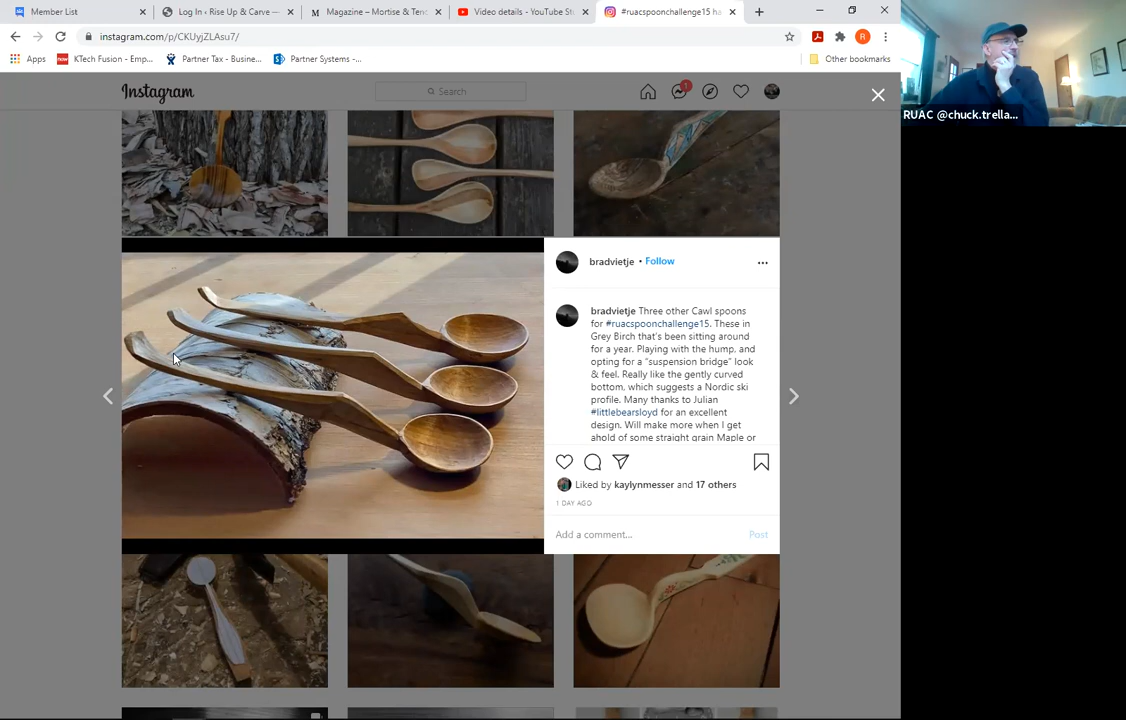 Member List
Log In ‹ Rise Up & Carve —
Magazine – Mortise & Tenc
Video details - YouTube St
#ruacspoonchallenge15 ha
instagram.com/p/CKUyjZLAsu7/
Apps
now
KTech Fusion - Emp...
Partner Tax - Busine...
Partner Systems -...
Other bookmarks
R
Instagram
Search
1
RUAC @chuck.trella...
bradvietje • Follow
bradvietje Three other Cawl spoons
for #ruacspoonchallenge15. These in
Grey Birch that's been sitting around
for a year. Playing with the hump, and
opting for a "suspension bridge" look
& feel. Really like the gently curved
bottom, which suggests a Nordic ski
profile. Many thanks to Julian
#littlebearsloyd for an excellent
design. Will make more when I get
ahold of some straight grain Maple or
Liked by kaylynmesser and 17 others
1 DAY AGO
Add a comment...
Post